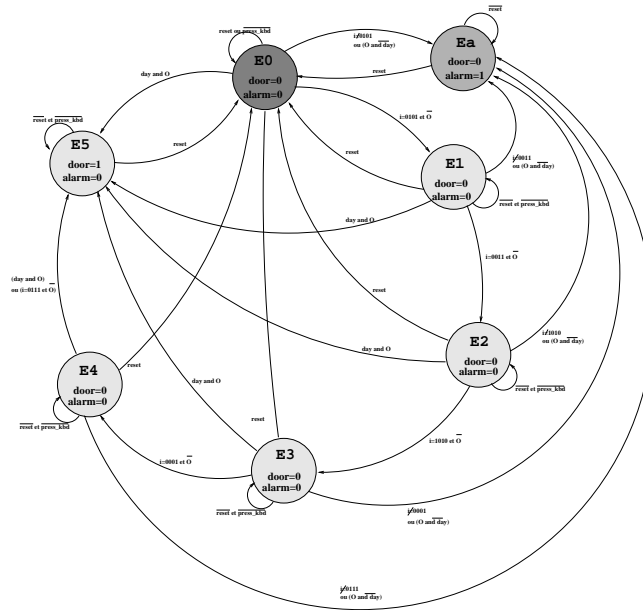 reset
reset ou press_kbd
i≠0101
ou (O and day)
Ea
door=0
alarm=1
E0
door=0
alarm=0
day and O
reset
reset et press_kbd
i=0101 et O
E5
door=1
alarm=0
reset
reset
E1
door=0
alarm=0
i≠0011
ou (O and day)
reset et press_kbd
day and O
i=0011 et O
(day and O)
ou (i=0111 et O)
reset
i≠1010
ou (O and day)
E2
door=0
alarm=0
day and O
E4
door=0
alarm=0
reset
day and O
reset et press_kbd
reset
reset et press_kbd
i=1010 et O
E3
door=0
alarm=0
i=0001 et O
reset et press_kbd
i≠0001
ou (O and day)
i≠0111
ou (O and day)